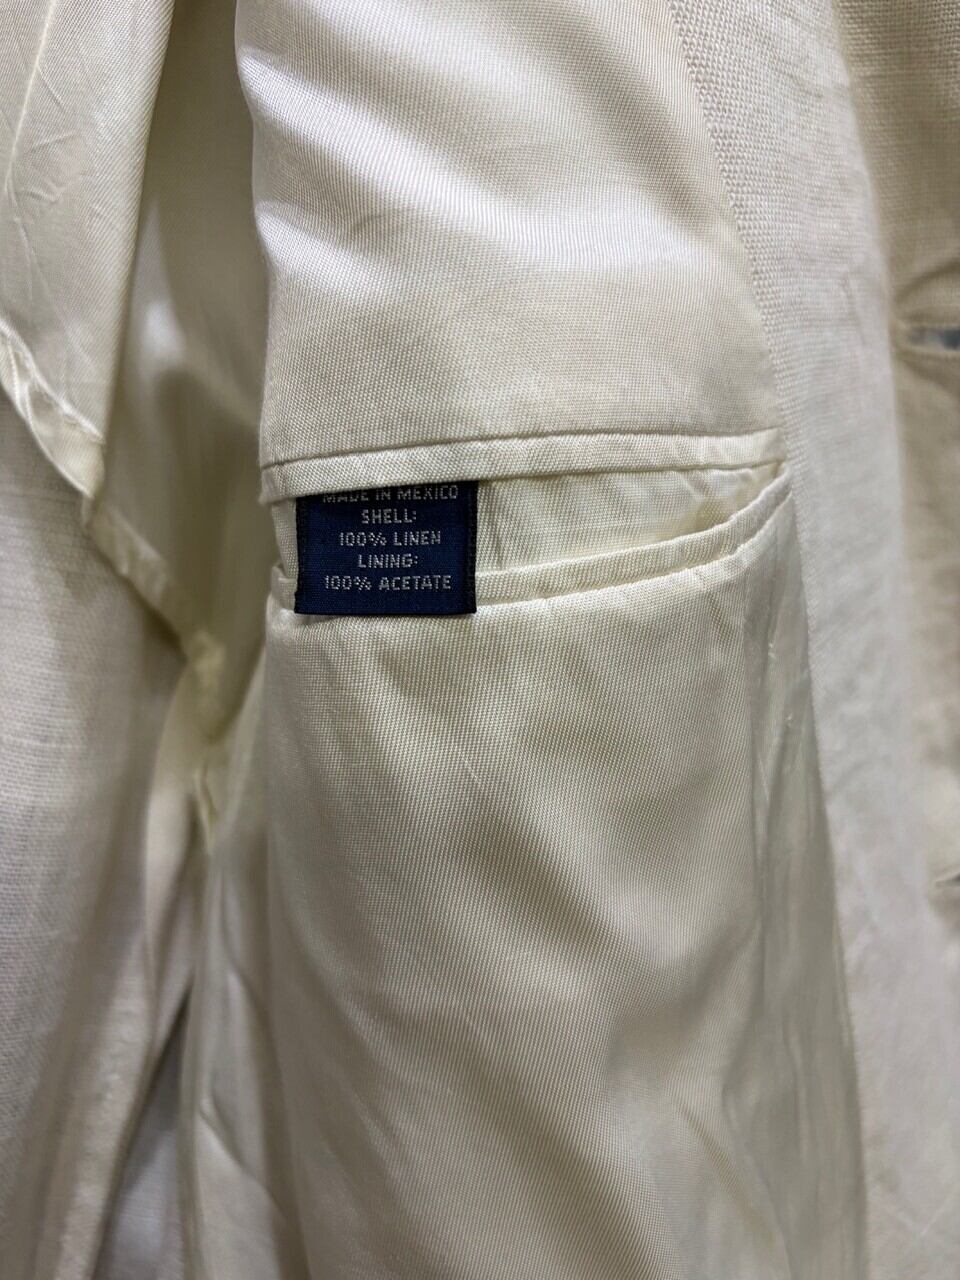 MADE IN MEXICO
SHELL:
100% LINEN
LINING:
100% ACETATE